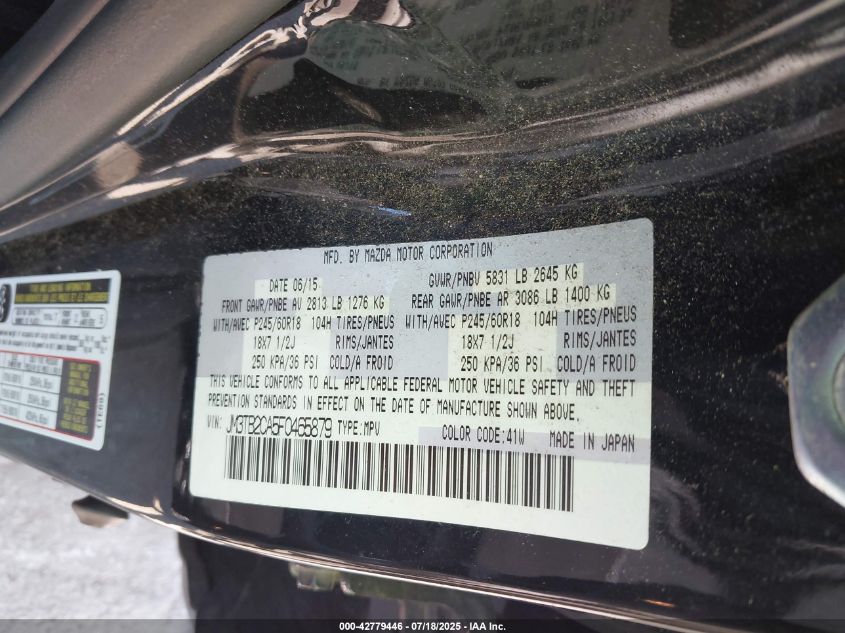 MFD. BY MAZDA MOTOR CORPORATION
DATE 06/15 GVWR/PNBV 5831 LB 2645 KG
FRONT GAWR/PNBE AV 2813 LB 1276 KG REAR GAWR/PNBE AR 3086 LB 1400 KG
WITH/AVEC P245/60R18 104H TIRES/PNEUS WITH/AVEC P245/60R18 104H TIRES/PNEUS
18X7 1/2J RIMS/JANTES 18X7 1/2J RIMS/JANTES
250 KPA/36 PSI COLD/A FROID 250 KPA/36 PSI COLD/A FROID
THIS VEHICLE CONFORMS TO ALL APPLICABLE FEDERAL MOTOR VEHICLE SAFETY AND THEFT
PREVENTION STANDARDS IN EFFECT ON THE DATE OF MANUFACTURE SHOWN ABOVE.
VIN: JM3TB2CA5F0455879 TYPE:MPV COLOR CODE:41W MADE IN JAPAN
(TE69)
000-42779446 - 07/18/2025 - IAA Inc.